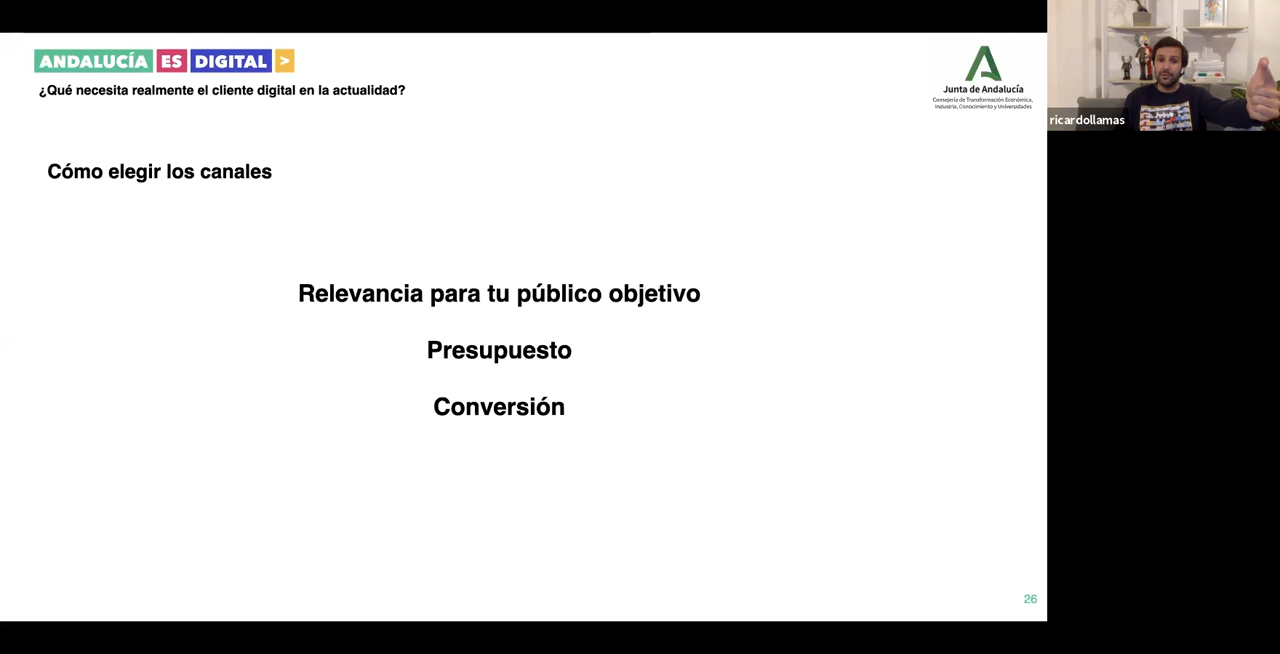 ANDALUCÍA ES DIGITAL >
¿Qué necesita realmente el cliente digital en la actualidad?
Junta de Andalucía
Consejería de Transformación Económica,
Industria, Conocimiento y Universidades
ricardollamas
Cómo elegir los canales
Relevancia para tu público objetivo
Presupuesto
Conversión
26